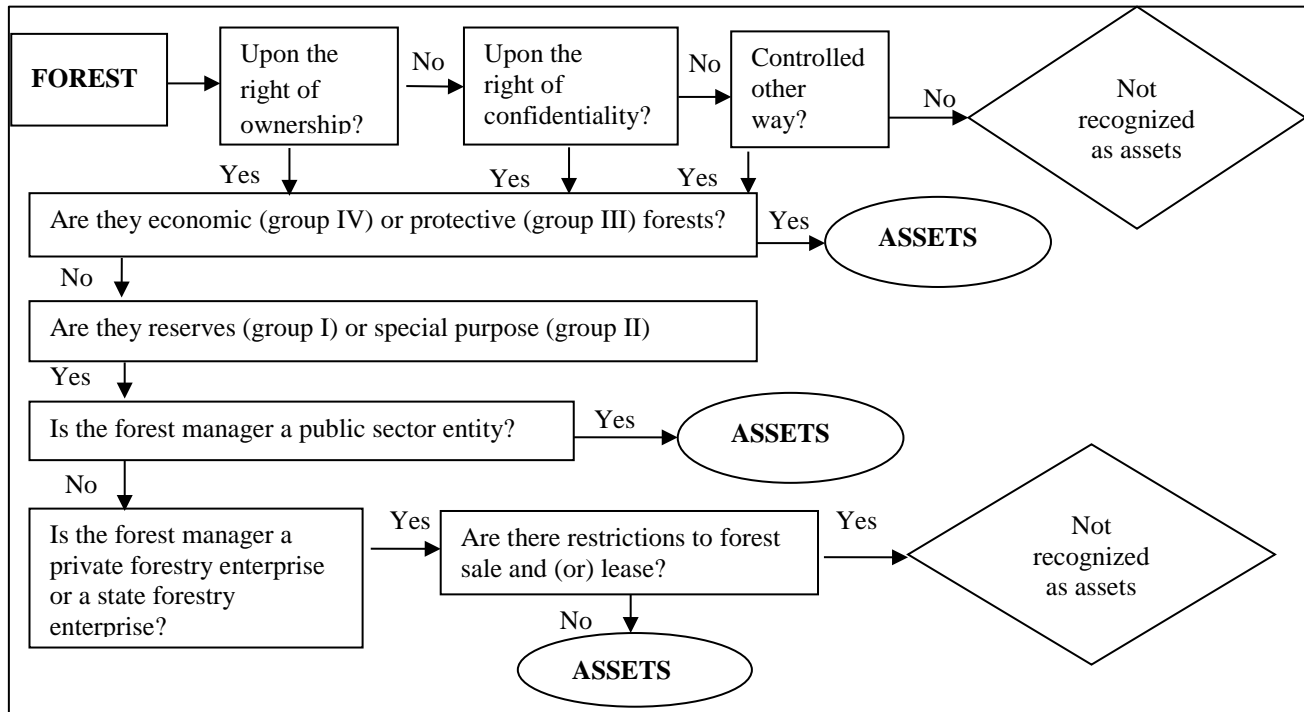 FOREST
Upon the
right of
ownership?
No
Upon the
right of
confidentiality?
No
Controlled
other
way?
No
Not
recognized
as assets
Yes
Yes
Yes
Are they economic (group IV) or protective (group III) forests?
Yes
ASSETS
No
Are they reserves (group I) or special purpose (group II)
Yes
Is the forest manager a public sector entity?
Yes
ASSETS
No
Is the forest manager a
private forestry enterprise
or a state forestry
enterprise?
Yes
Are there restrictions to forest
sale and (or) lease?
Yes
Not
recognized
as assets
No
ASSETS